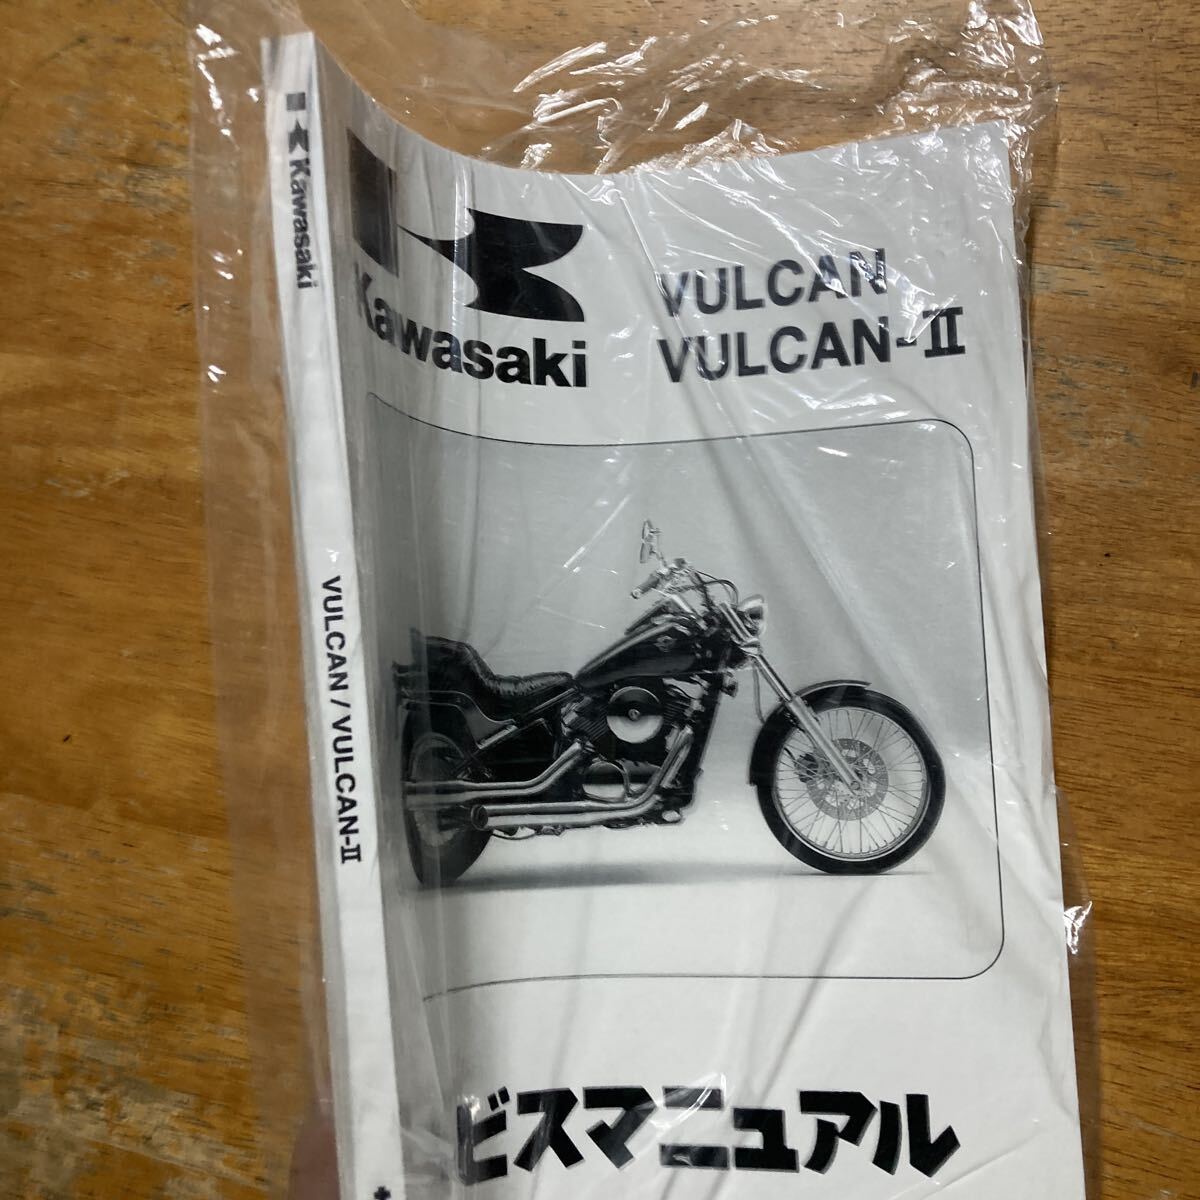 Kawasaki
VULCAN / VULCAN-II
Kawasaki
VULCAN
VULCAN-II
ビスマニュアル